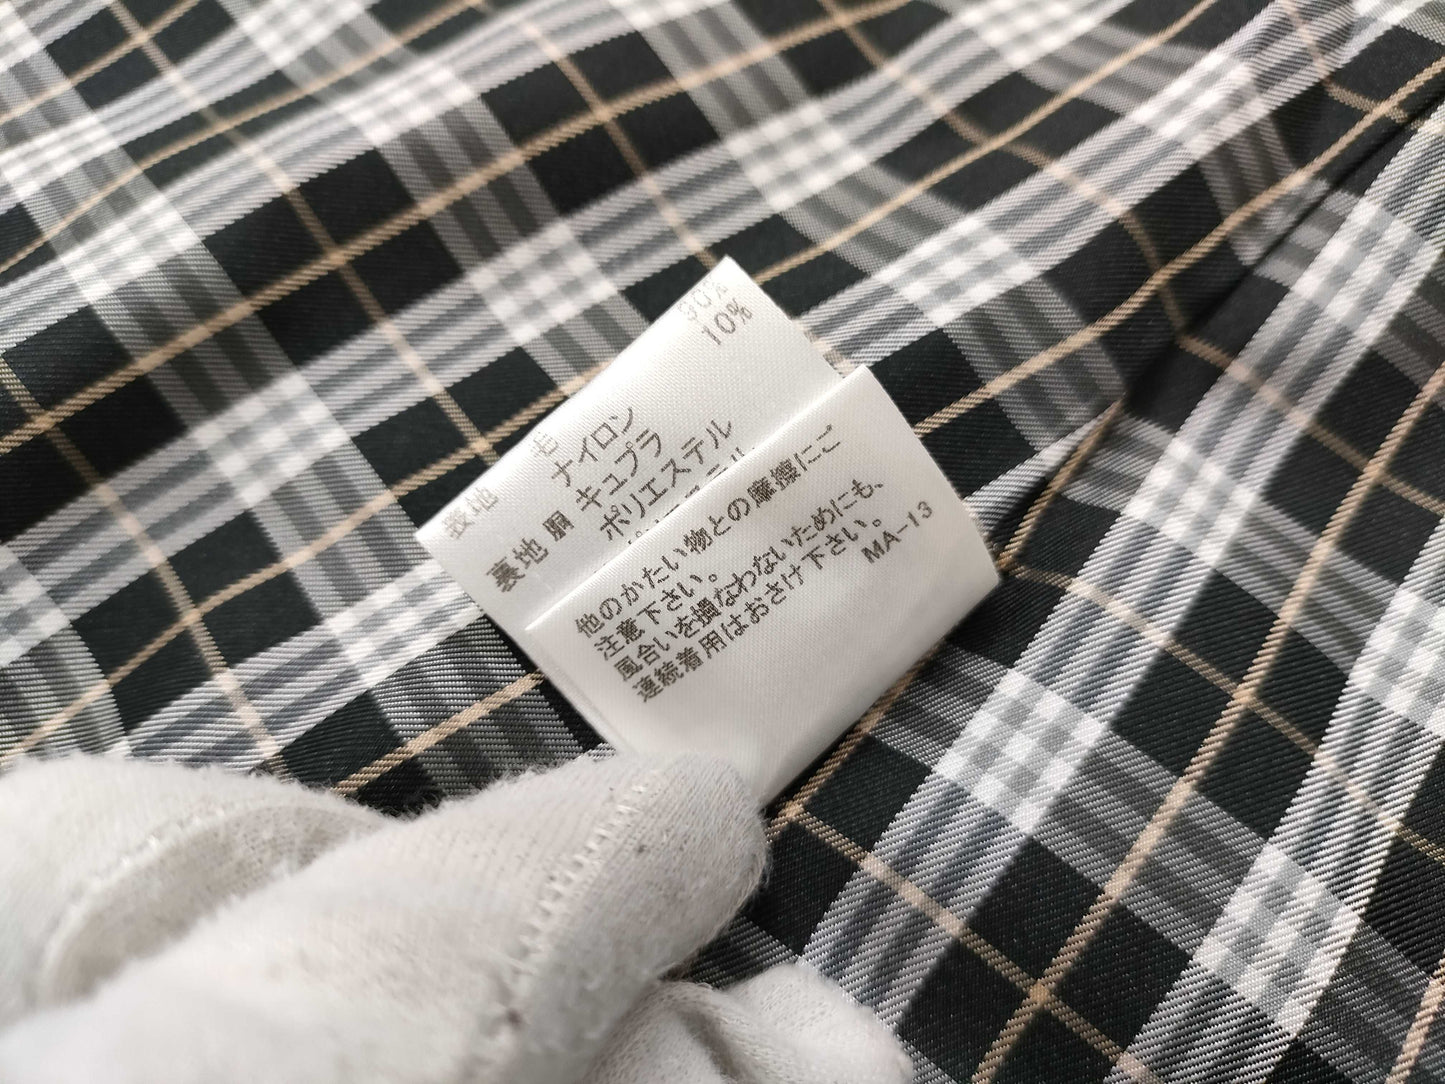 表地 毛 90%
ナイロン 10%
裏地 胴 キュプラ
ポリエステル
他のかたい物との摩擦にご
注意下さい。
風合いを損なわないためにも、
連続着用はおさけ下さい。
MA-13